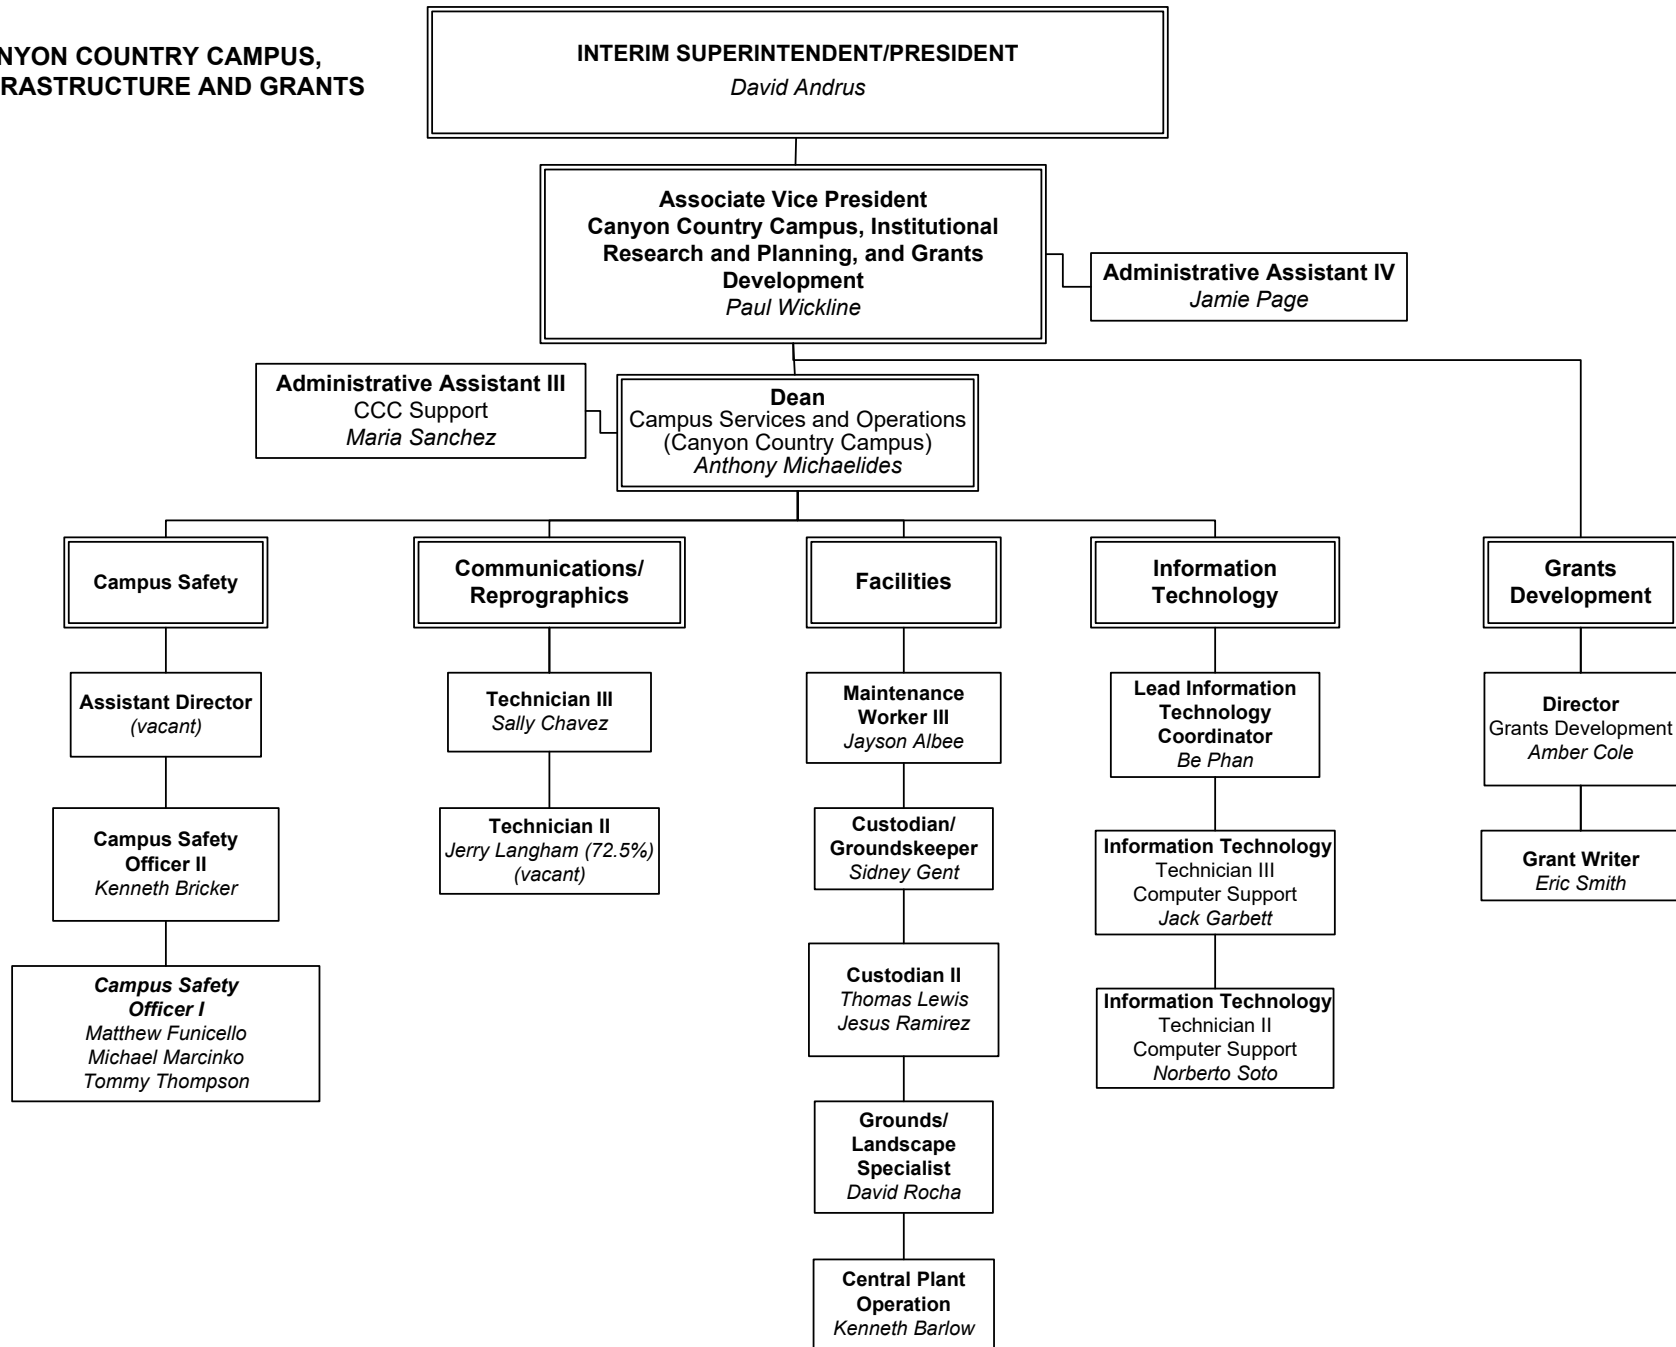 NYON COUNTRY CAMPUS,
RASTRUCTURE AND GRANTS
INTERIM SUPERINTENDENT/PRESIDENT
David Andrus
Associate Vice President
Canyon Country Campus, Institutional
Research and Planning, and Grants
Development
Paul Wickline
Administrative Assistant IV
Jamie Page
Administrative Assistant III
CCC Support
Maria Sanchez
Dean
Campus Services and Operations
(Canyon Country Campus)
Anthony Michaelides
Campus Safety
Communications/
Reprographics
Facilities
Information
Technology
Grants
Development
Assistant Director
(vacant)
Technician III
Sally Chavez
Maintenance
Worker III
Jayson Albee
Lead Information
Technology
Coordinator
Be Phan
Director
Grants Development
Amber Cole
Campus Safety
Officer II
Kenneth Bricker
Technician II
Jerry Langham (72.5%)
(vacant)
Custodian/
Groundskeeper
Sidney Gent
Information Technology
Technician III
Computer Support
Jack Garbett
Grant Writer
Eric Smith
Campus Safety
Officer I
Matthew Funicello
Michael Marcinko
Tommy Thompson
Custodian II
Thomas Lewis
Jesus Ramirez
Information Technology
Technician II
Computer Support
Norberto Soto
Grounds/
Landscape
Specialist
David Rocha
Central Plant
Operation
Kenneth Barlow